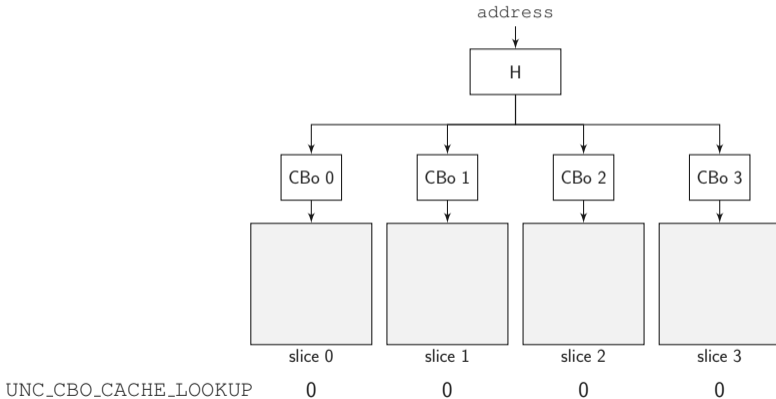 address
H
CBo 0 CBo 1 CBo 2 CBo 3
slice 0 slice 1 slice 2 slice 3
UNC_CBO_CACHE_LOOKUP 0 0 0 0